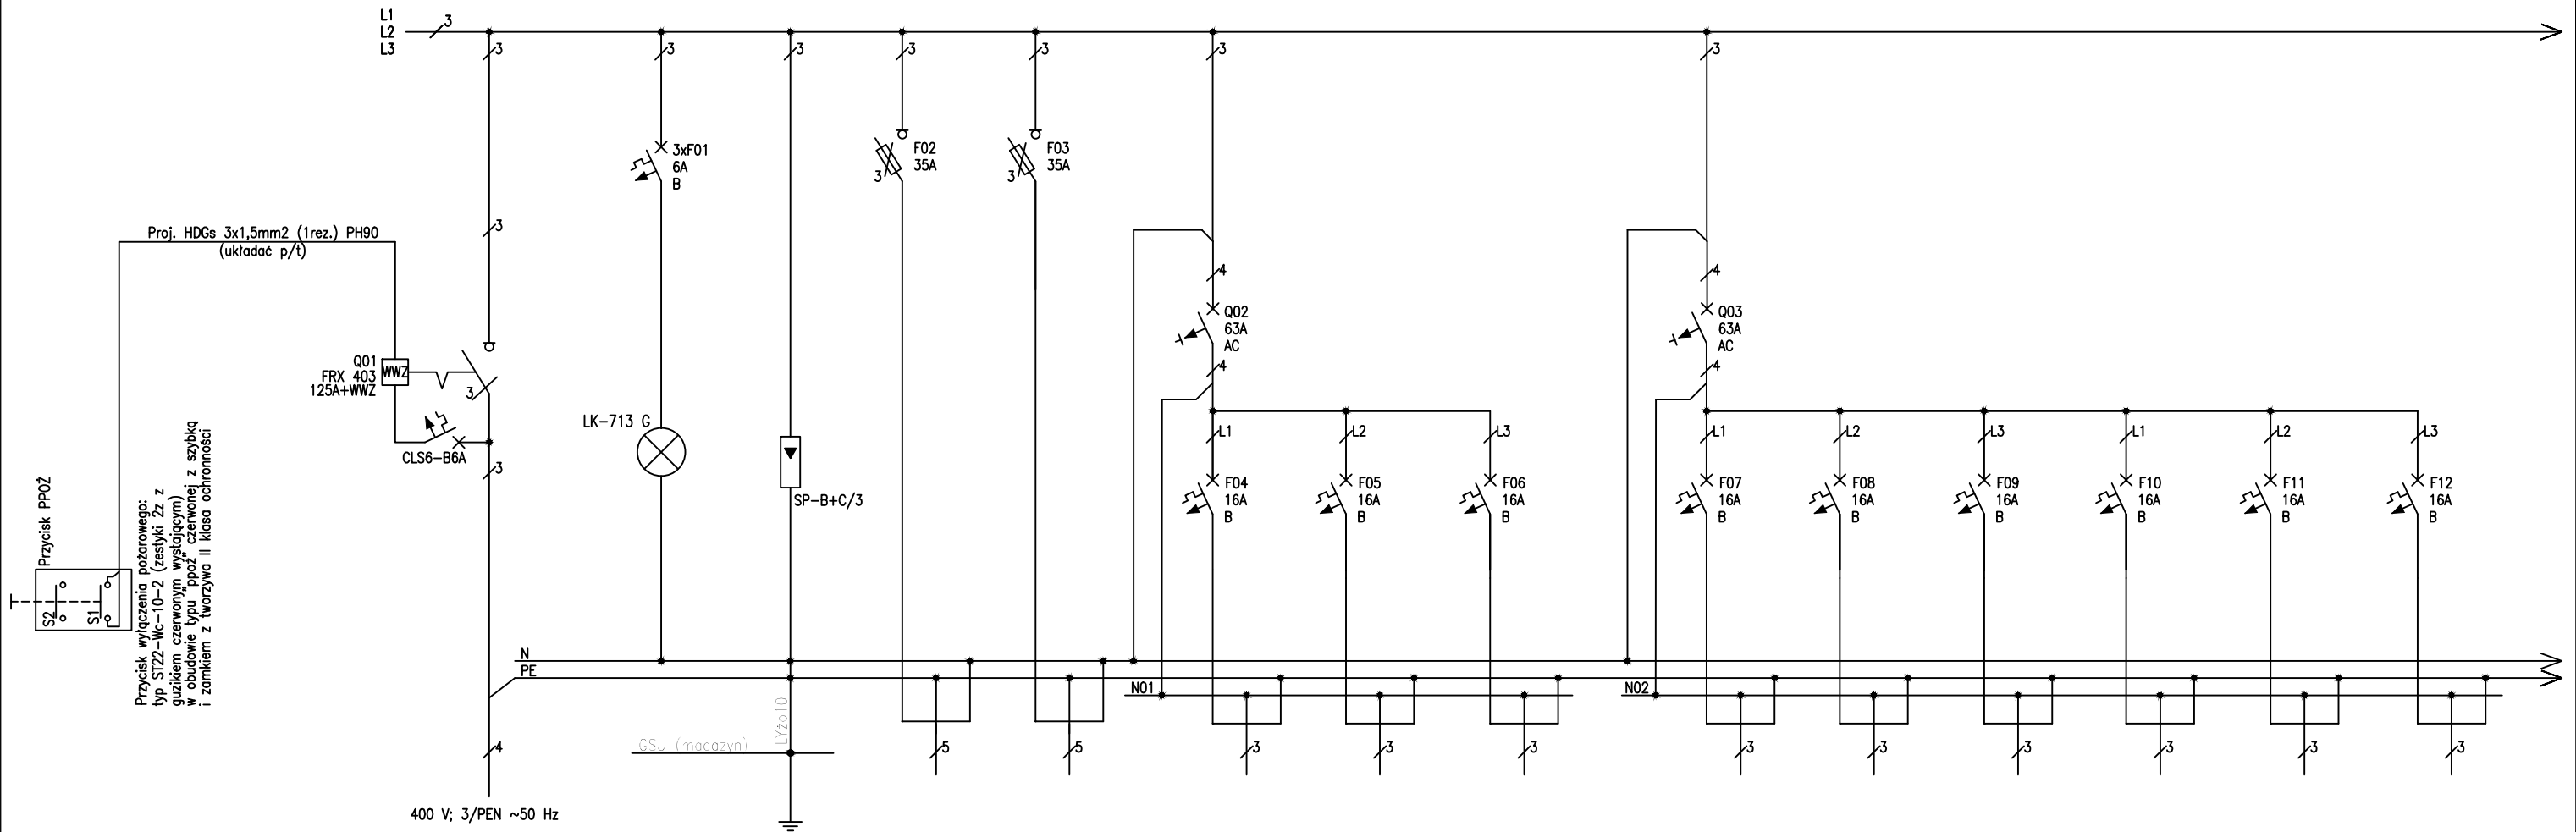 L1
L2
L3
3
3
3
3
3
3
3
3
3xF01
6A
B
F02
35A
3
F03
35A
3
3
Proj. HDGs 3x1,5mm2 (1rez.) PH90
(układać p/t)
4
Q02
63A
AC
4
4
Q03
63A
AC
4
Q01
FRX 403
125A+WWZ
WWZ
3
CLS6-B6A
3
LK-713 G
SP-B+C/3
L1
L2
L3
L1
L2
L3
L1
L2
L3
F04
16A
B
F05
16A
B
F06
16A
B
F07
16A
B
F08
16A
B
F09
16A
B
F10
16A
B
F11
16A
B
F12
16A
B
Przycisk PPOŻ
S2
S1
Przycisk wyłączenia pożarowego:
typ ST22-Wc-10-2 (zestyki 2z z
guzikiem czerwonym wystającym)
w obudowie typu "ppoż" czerwonej z szybką
i zamkiem z tworzywa II klasa ochronności
N
PE
N01
N02
LYżo10
(magazyn)
4
5
5
3
3
3
3
3
3
3
3
3
400 V; 3/PEN ~50 Hz